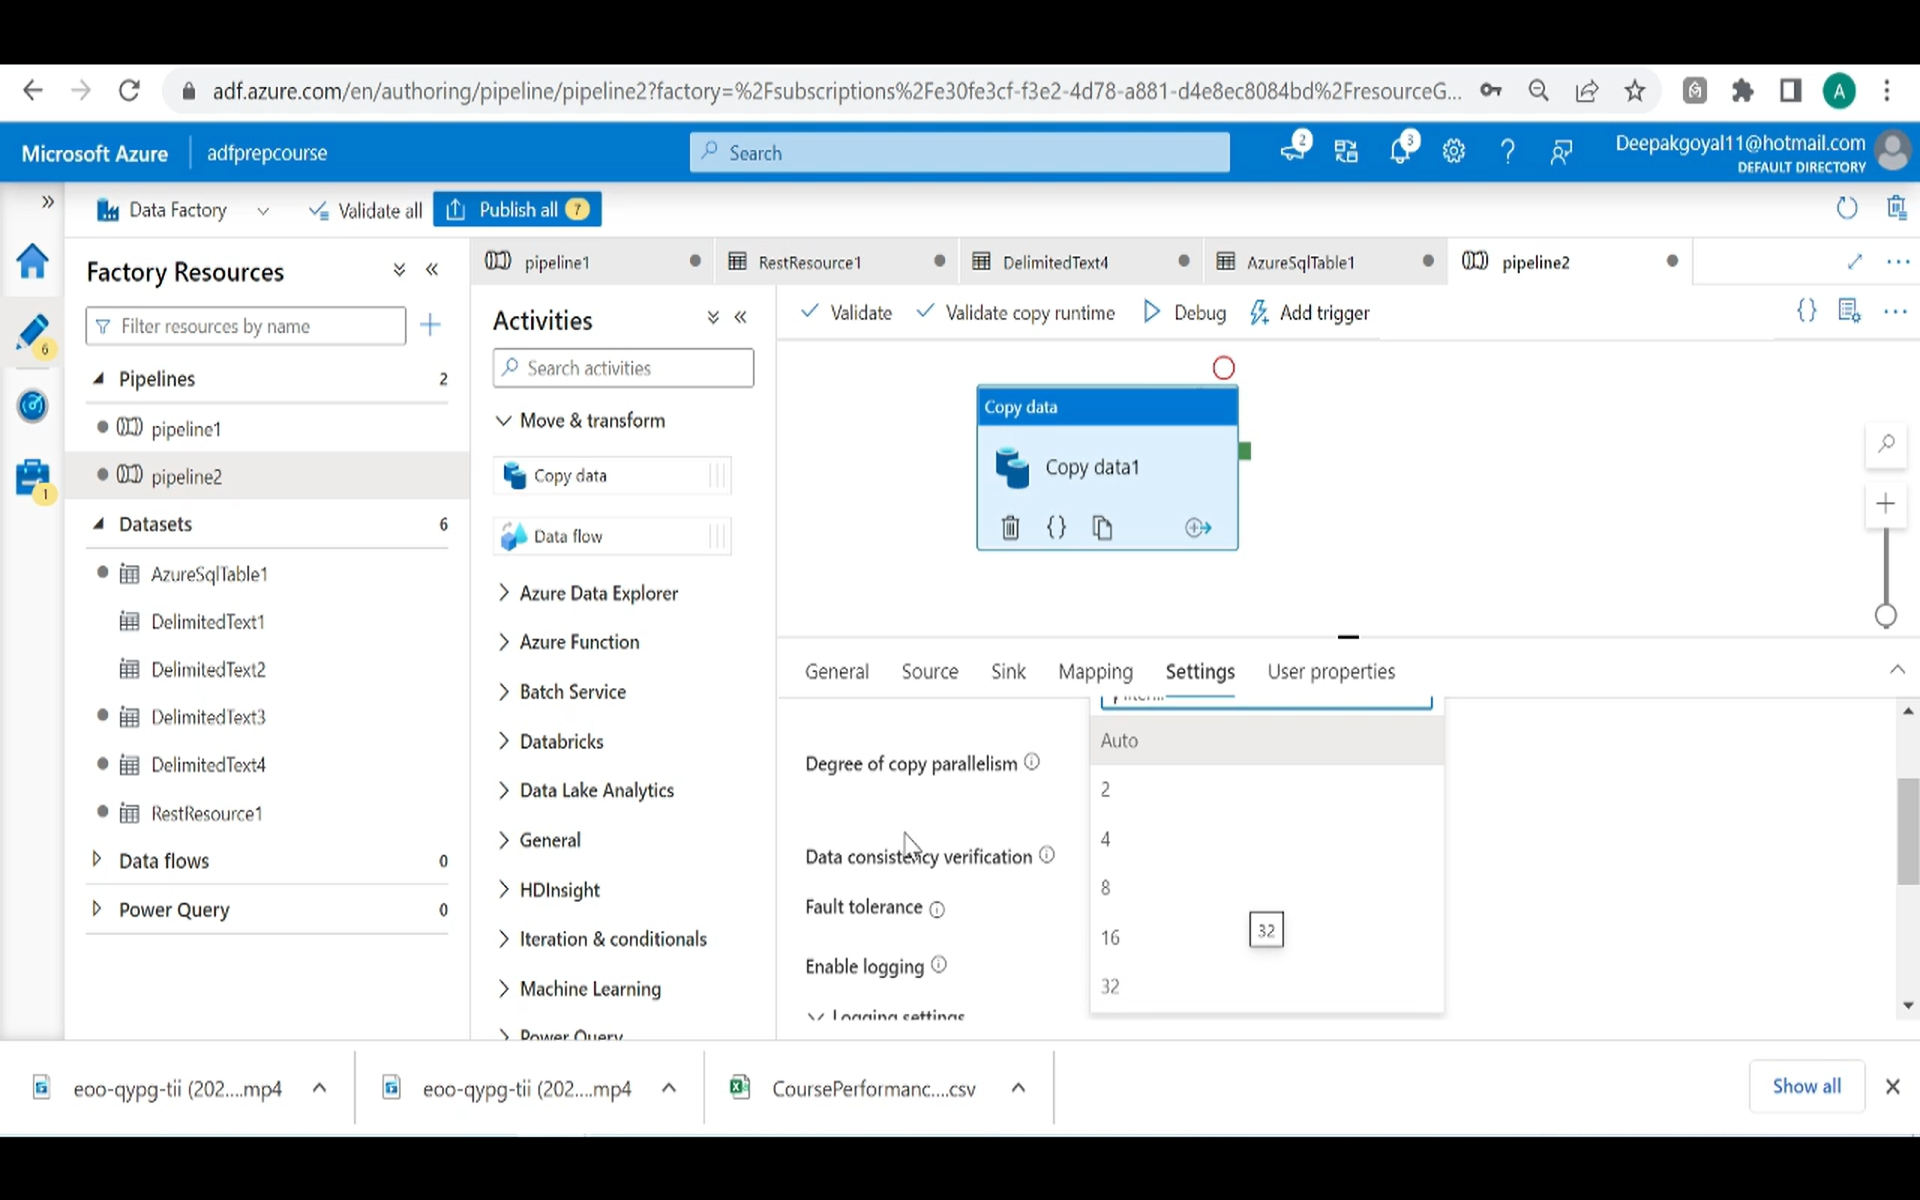 adf.azure.com/en/authoring/pipeline/pipeline2?factory=%2Fsubscriptions%2Fe30fe3cf-f3e2-4d78-a881-d4e8ec8084bd%2FresourceG...
A
Microsoft Azure
adfprepcourse
Search
2
3
Deepakgoyal11@hotmail.com
DEFAULT DIRECTORY
Data Factory
Validate all
Publish all 7
Factory Resources
Filter resources by name
6
1
Pipelines 2
pipeline1
pipeline2
Datasets 6
AzureSqlTable1
DelimitedText1
DelimitedText2
DelimitedText3
DelimitedText4
RestResource1
Data flows 0
Power Query 0
pipeline1
RestResource1
DelimitedText4
AzureSqlTable1
pipeline2
Activities
Search activities
Move & transform
Copy data
Data flow
Azure Data Explorer
Azure Function
Batch Service
Databricks
Data Lake Analytics
General
HDInsight
Iteration & conditionals
Machine Learning
Power Query
Validate
Validate copy runtime
Debug
Add trigger
Copy data
Copy data1
General
Source
Sink
Mapping
Settings
User properties
Degree of copy parallelism
Data consistency verification
Fault tolerance
Enable logging
Logging settings
Auto
2
4
8
16
32
32
eoo-qypg-tii (202....mp4
eoo-qypg-tii (202....mp4
CoursePerformanc....csv
Show all